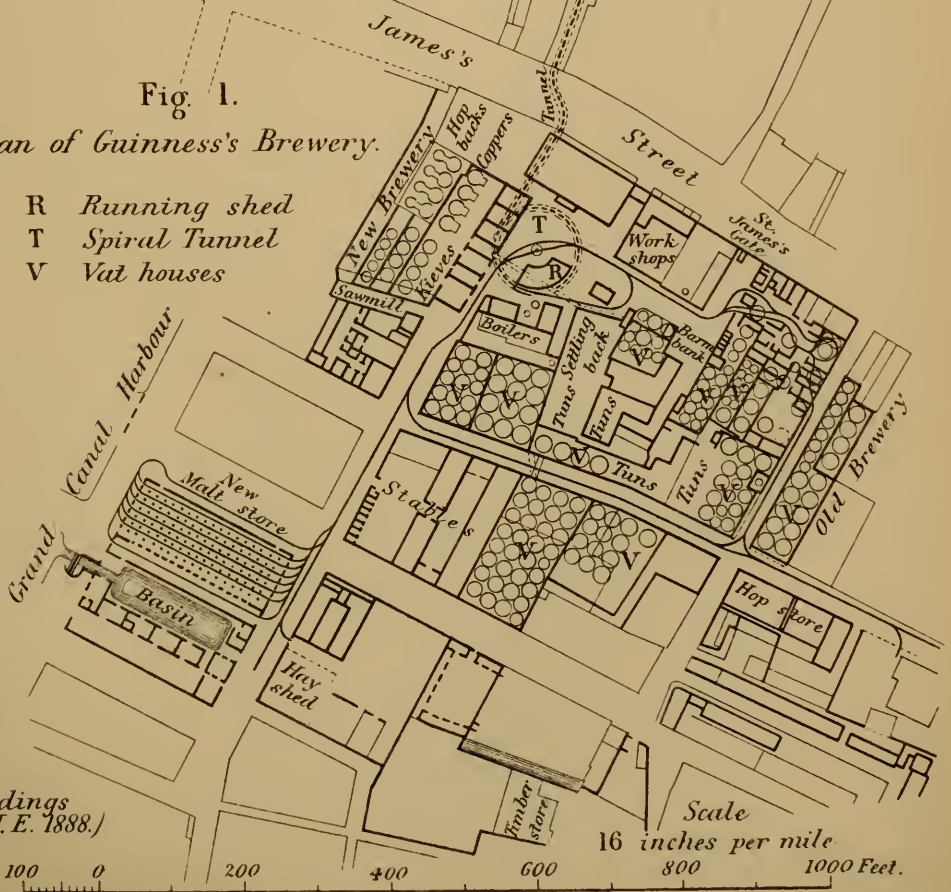 James's
Street
Fig. 1.
an of Guinness's Brewery.
R Running shed
T Spiral Tunnel
V Vat houses
Tunnel
New Brewery
Hop backs
Coppers
Kieves
Sawmill
T
R
Work shops
St. James's Gate
Boilers
Settling back
Tuns
Tuns
V
Barm bank
V
V
V
V
Tuns
Tuns
V
V
Old Brewery
Grand Canal Harbour
New Malt store
Basin
Stables
V
V
Hop store
Hay shed
Timber store
dings
E. 1888.)
Scale
16 inches per mile
100 0 200 400 600 800 1000 Feet.